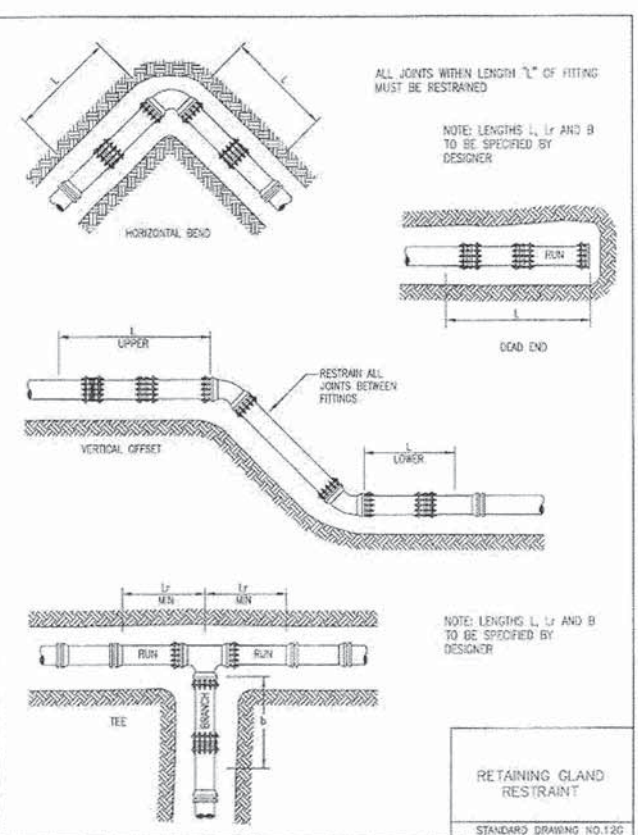 L
L
ALL JOINTS WITHIN LENGTH "L" OF FITTING
MUST BE RESTRAINED
NOTE: LENGTHS L, Lr AND B
TO BE SPECIFIED BY
DESIGNER
HORIZONTAL BEND
RUN
L
DEAD END
L
UPPER
RESTRAIN ALL
JOINTS BETWEEN
FITTINGS
VERTICAL OFFSET
L
LOWER
Lr
MIN
Lr
MIN
NOTE: LENGTHS L, Lr AND B
TO BE SPECIFIED BY
DESIGNER
RUN
RUN
TEE
BRANCH
b
RETAINING GLAND
RESTRAINT
STANDARD DRAWING NO.12G